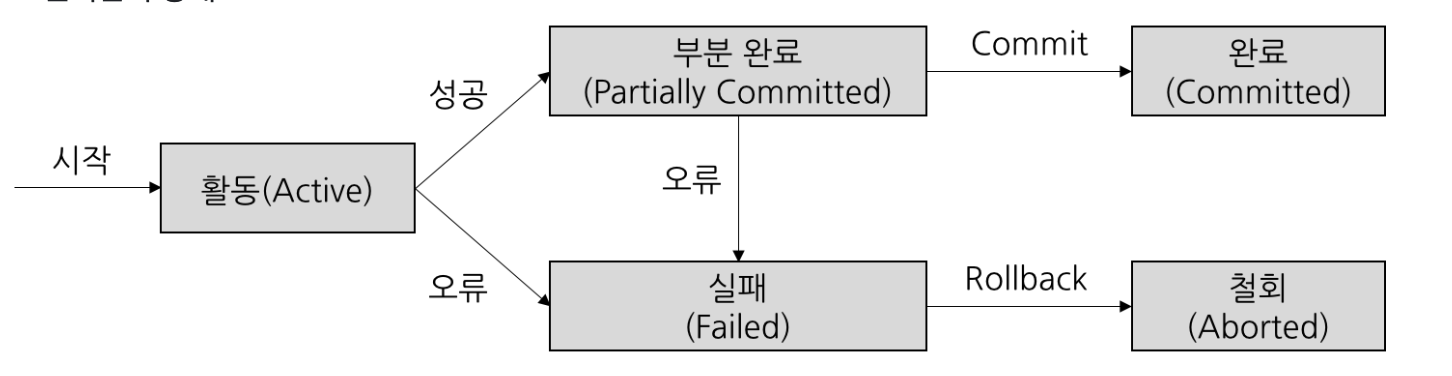 시작
활동(Active)
성공
오류
부분 완료
(Partially Committed)
오류
실패
(Failed)
Commit
완료
(Committed)
Rollback
철회
(Aborted)